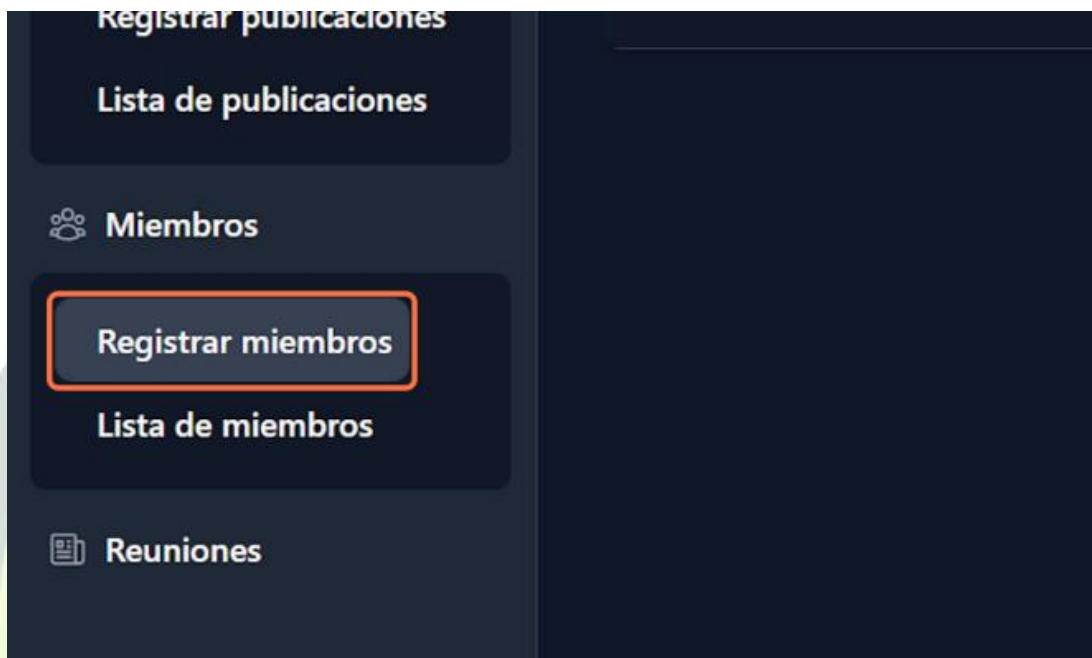 Registrar publicaciones
Lista de publicaciones
Miembros
Registrar miembros
Lista de miembros
Reuniones